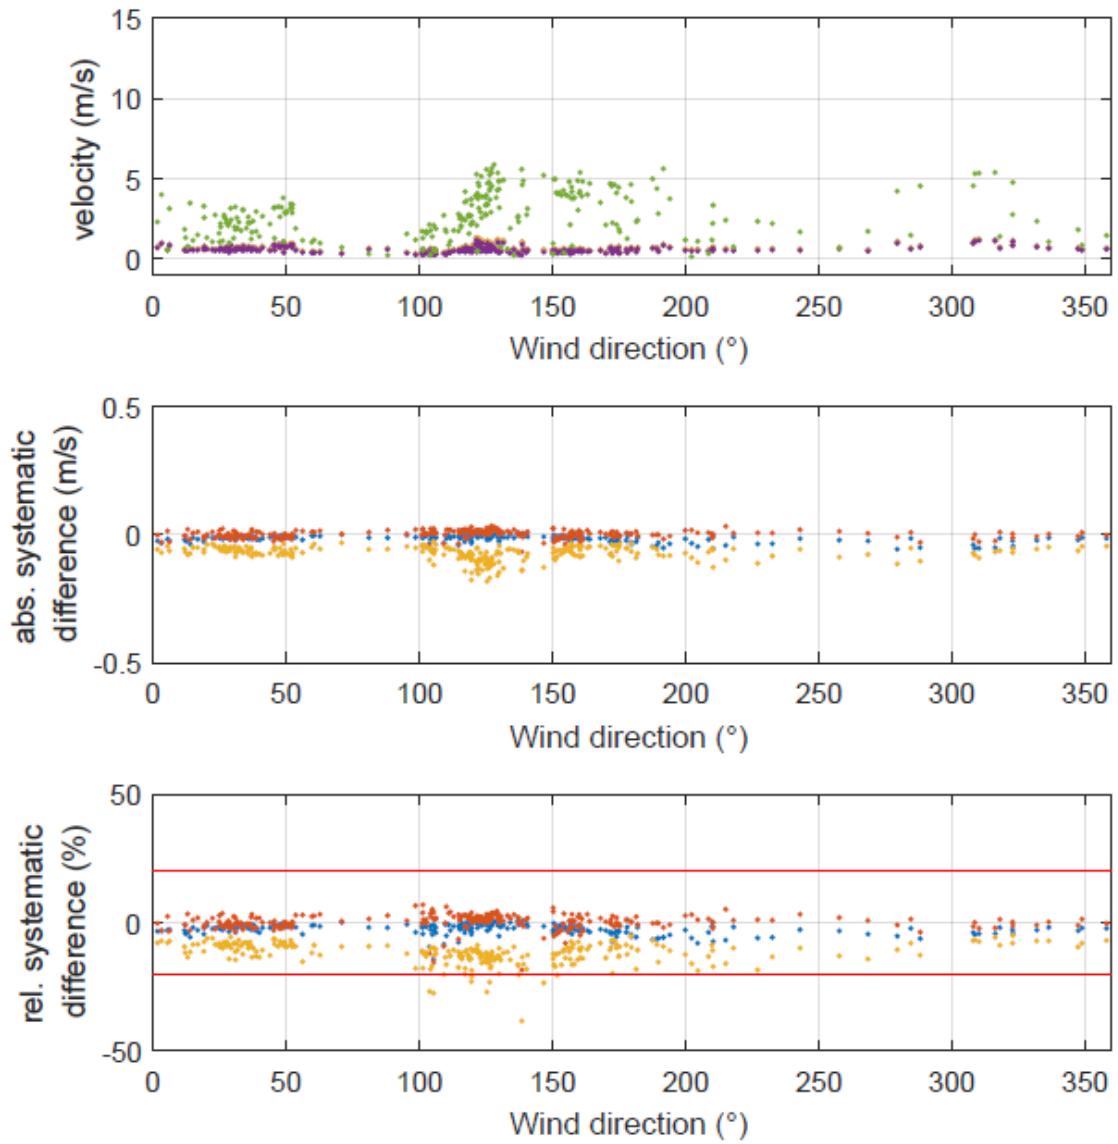 15
10
5
0
velocity (m/s)
0 50 100 150 200 250 300 350
Wind direction (°)
0.5
0
-0.5
abs. systematic
difference (m/s)
0 50 100 150 200 250 300 350
Wind direction (°)
50
0
-50
rel. systematic
difference (%)
0 50 100 150 200 250 300 350
Wind direction (°)